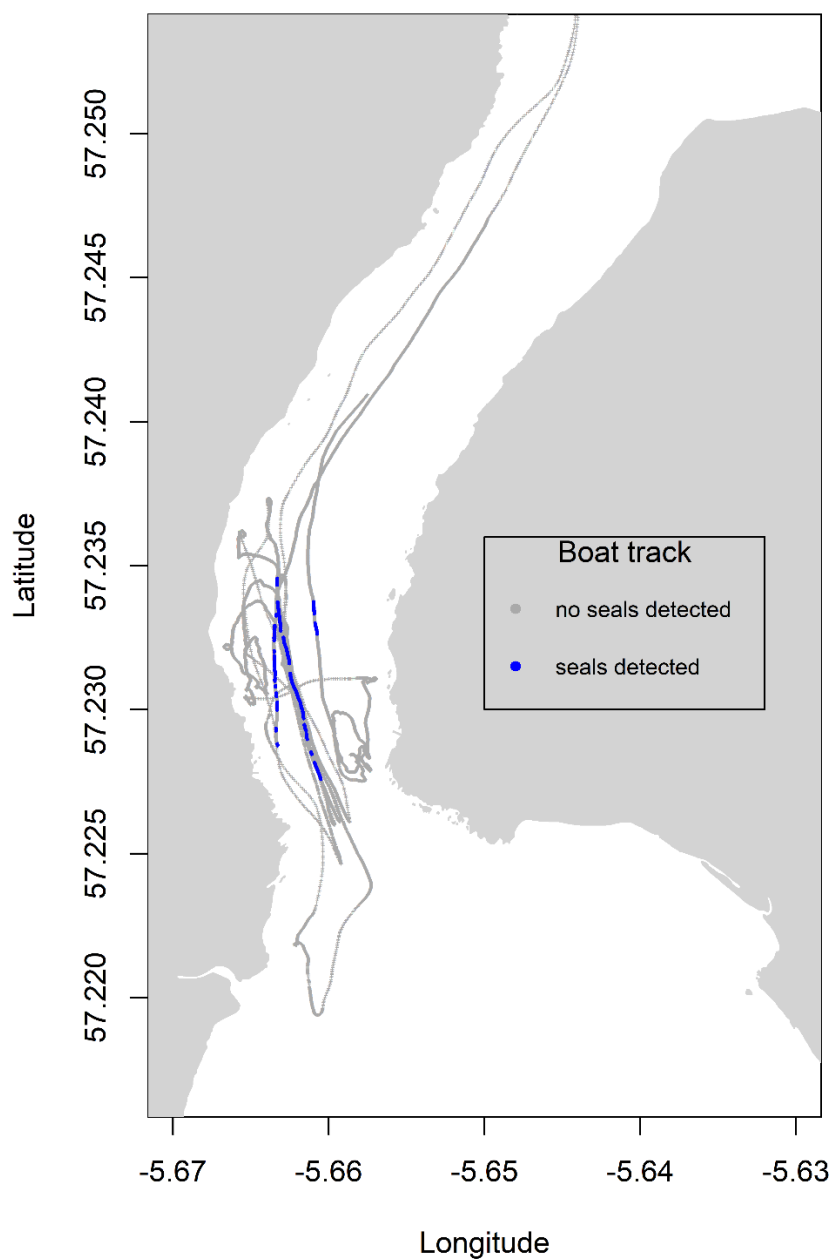 57.250
57.245
57.240
57.235
57.230
57.225
57.220
Latitude
Boat track
no seals detected
seals detected
-5.67 -5.66 -5.65 -5.64 -5.63
Longitude